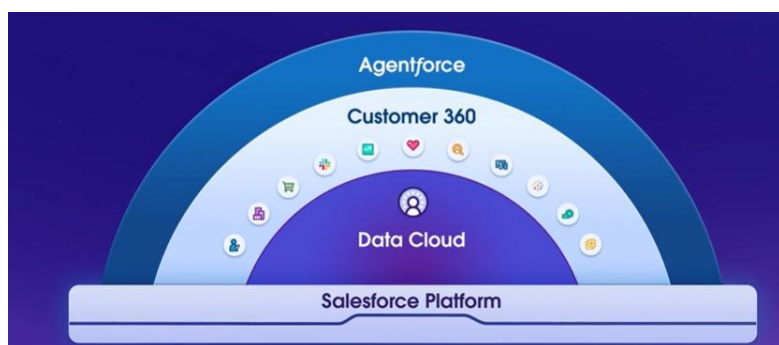 Agentforce
Customer 360
Data Cloud
Salesforce Platform